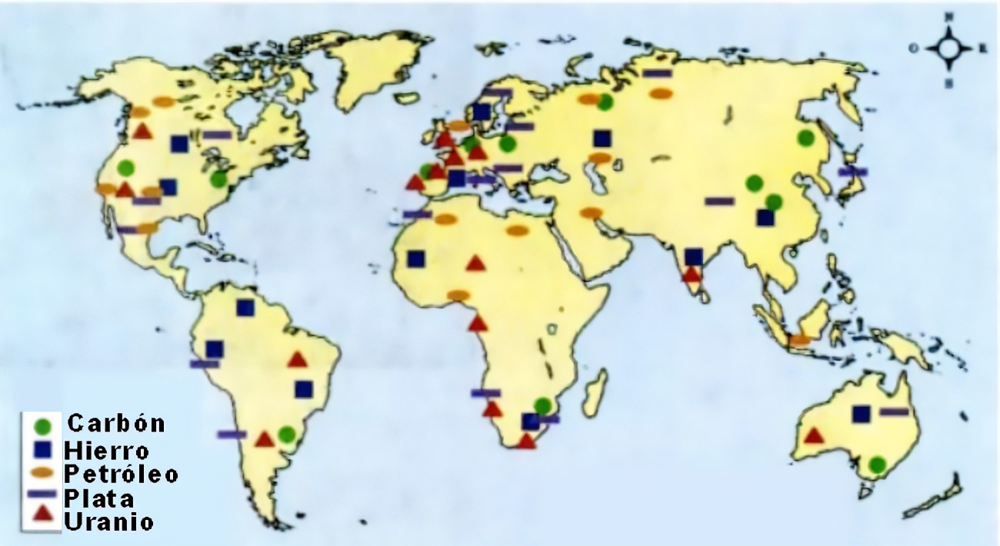 N
O
E
S
Carbón
Hierro
Petróleo
Plata
Uranio